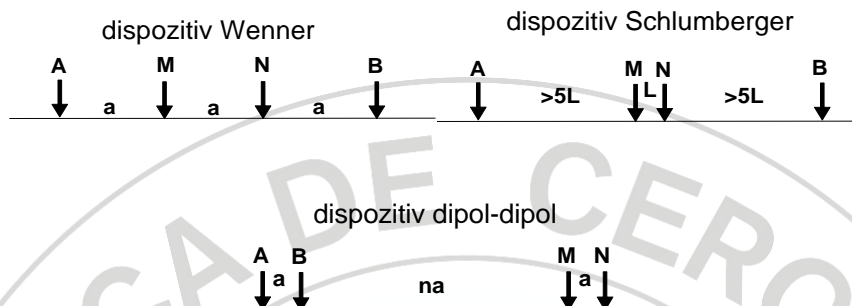 dispozitiv Wenner
A M N B
a a a
dispozitiv Schlumberger
A M N B
>5L L >5L
dispozitiv dipol-dipol
A B M N
a na a